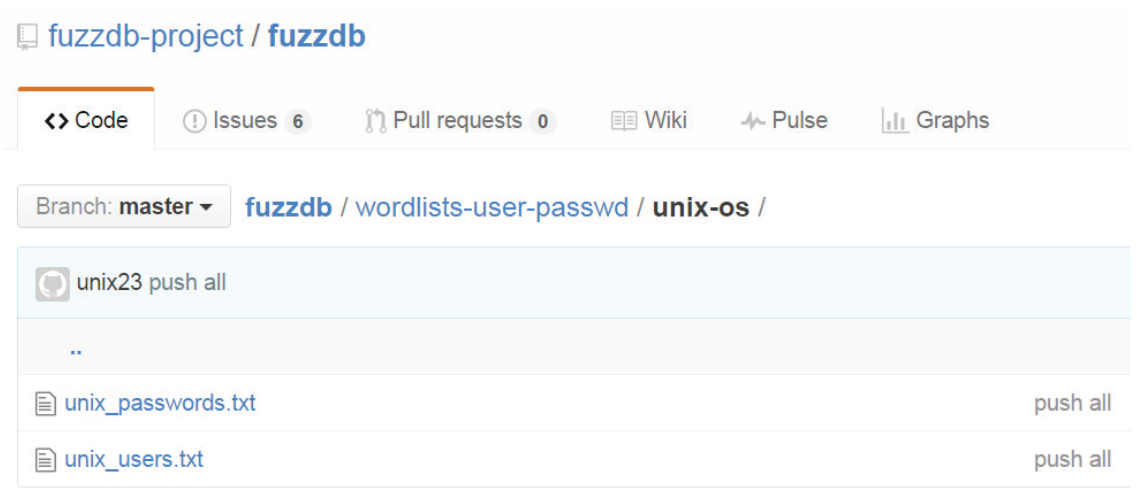 fuzzdb-project / fuzzdb
Code Issues 6 Pull requests 0 Wiki Pulse Graphs
Branch: master fuzzdb / wordlists-user-passwd / unix-os /
unix23 push all
..
unix_passwords.txt push all
unix_users.txt push all